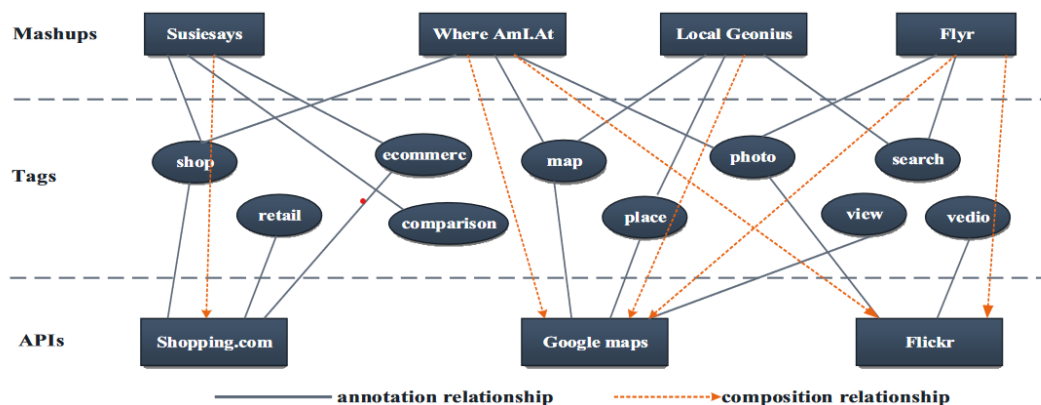 Mashups
Susiesays
Where AmI.At
Local Geonius
Flyr
Tags
shop
ecommerc
map
photo
search
retail
comparison
place
view
vedio
APIs
Shopping.com
Google maps
Flickr
annotation relationship
composition relationship